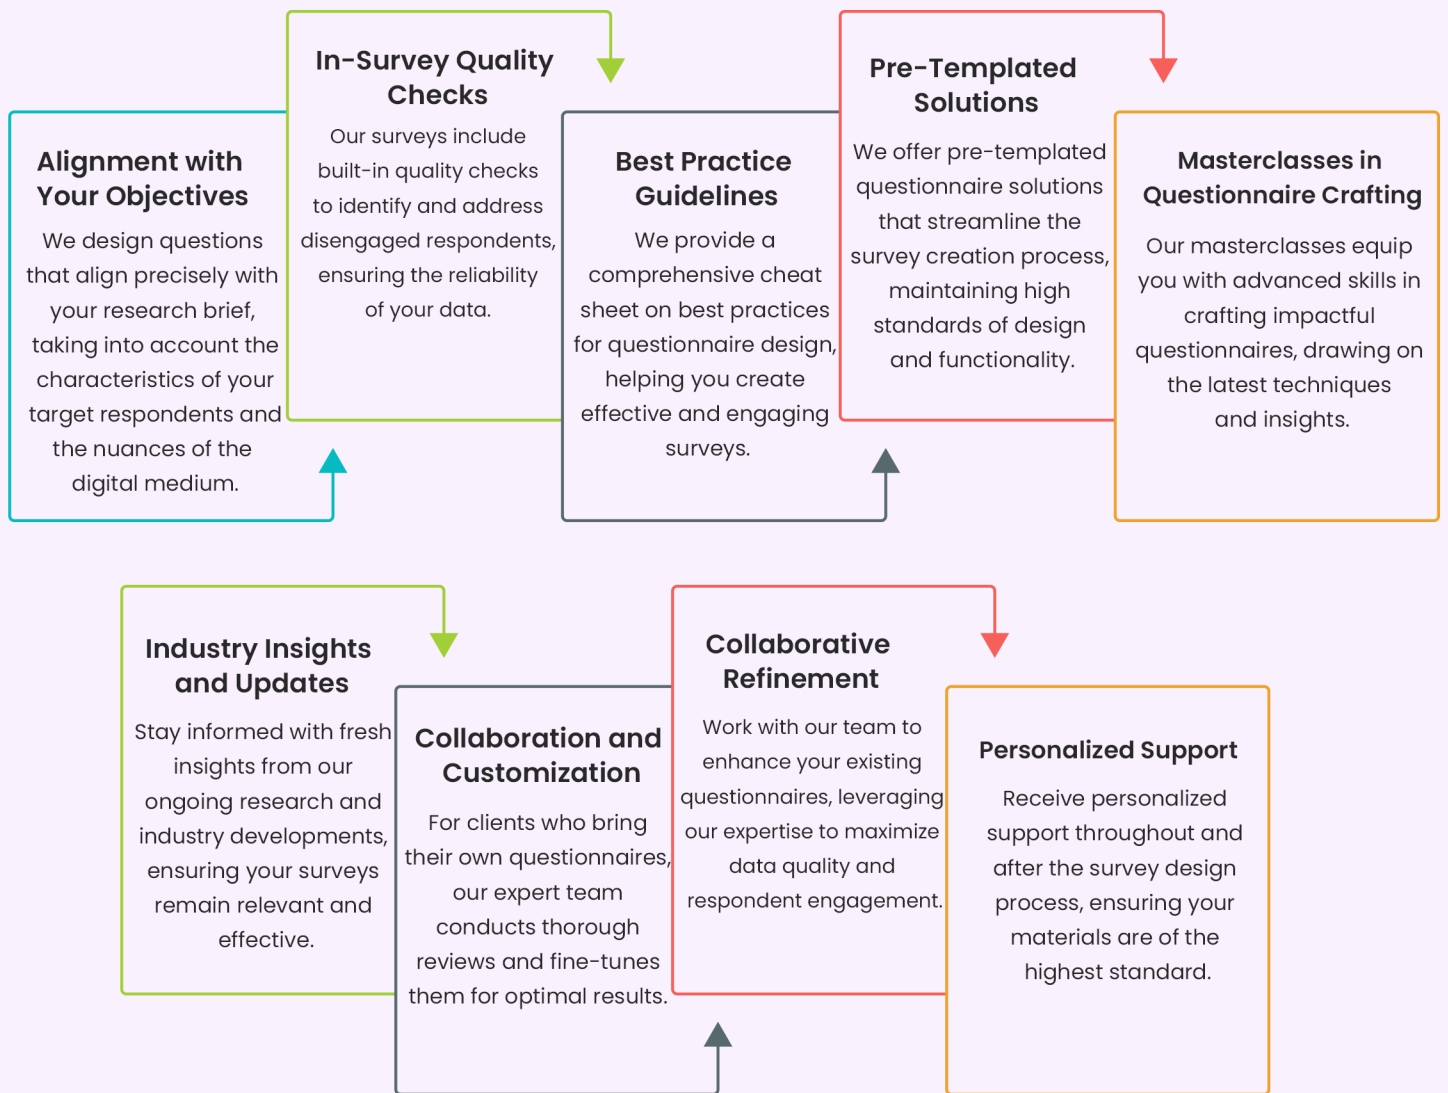 Alignment with
Your Objectives
We design questions
that align precisely with
your research brief,
taking into account the
characteristics of your
target respondents and
the nuances of the
digital medium.
In-Survey Quality
Checks
Our surveys include
built-in quality checks
to identify and address
disengaged respondents,
ensuring the reliability
of your data.
Best Practice
Guidelines
We provide a
comprehensive cheat
sheet on best practices
for questionnaire design,
helping you create
effective and engaging
surveys.
Pre-Templated
Solutions
We offer pre-templated
questionnaire solutions
that streamline the
survey creation process,
maintaining high
standards of design
and functionality.
Masterclasses in
Questionnaire Crafting
Our masterclasses equip
you with advanced skills in
crafting impactful
questionnaires, drawing on
the latest techniques
and insights.
Industry Insights
and Updates
Stay informed with fresh
insights from our
ongoing research and
industry developments,
ensuring your surveys
remain relevant and
effective.
Collaboration and
Customization
For clients who bring
their own questionnaires,
our expert team
conducts thorough
reviews and fine-tunes
them for optimal results.
Collaborative
Refinement
Work with our team to
enhance your existing
questionnaires, leveraging
our expertise to maximize
data quality and
respondent engagement.
Personalized Support
Receive personalized
support throughout and
after the survey design
process, ensuring your
materials are of the
highest standard.